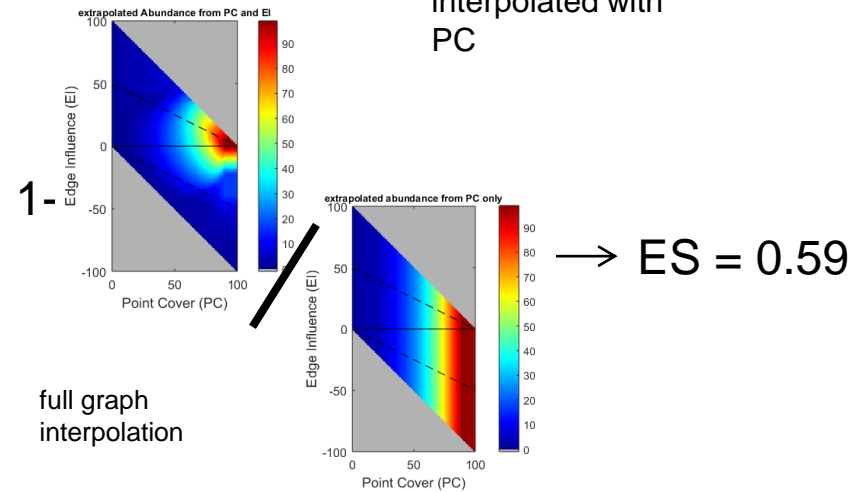 interpolated with
PC
extrapolated Abundance from PC and EI
100
50
0
-50
-100
Edge Influence (EI)
0 50 100
Point Cover (PC)
90
80
70
60
50
40
30
20
10
1-
extrapolated abundance from PC only
100
50
0
-50
-100
Edge Influence (EI)
0 50 100
Point Cover (PC)
90
80
70
60
50
40
30
20
10
0
→ ES = 0.59
full graph
interpolation